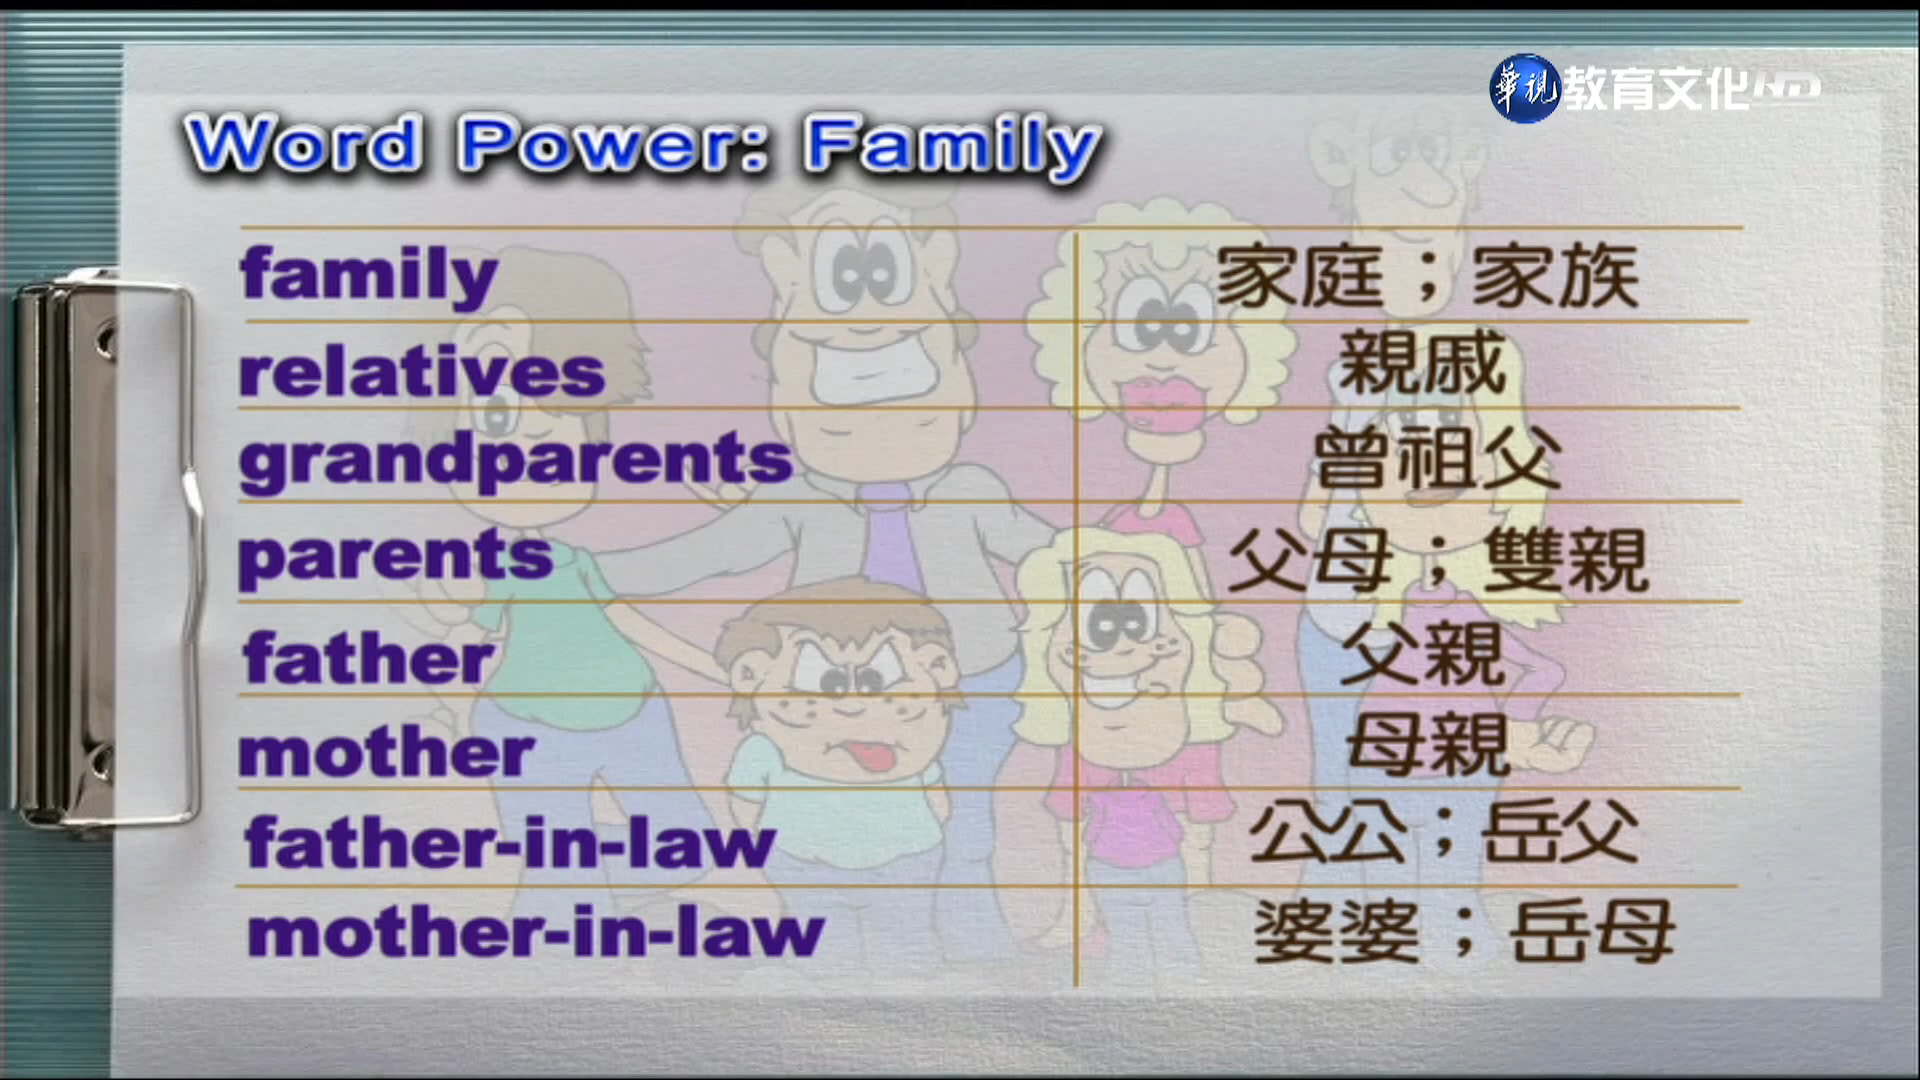 華視 教育文化HD
Word Power: Family
family 家庭；家族
relatives 親戚
grandparents 曾祖父
parents 父母；雙親
father 父親
mother 母親
father-in-law 公公；岳父
mother-in-law 婆婆；岳母